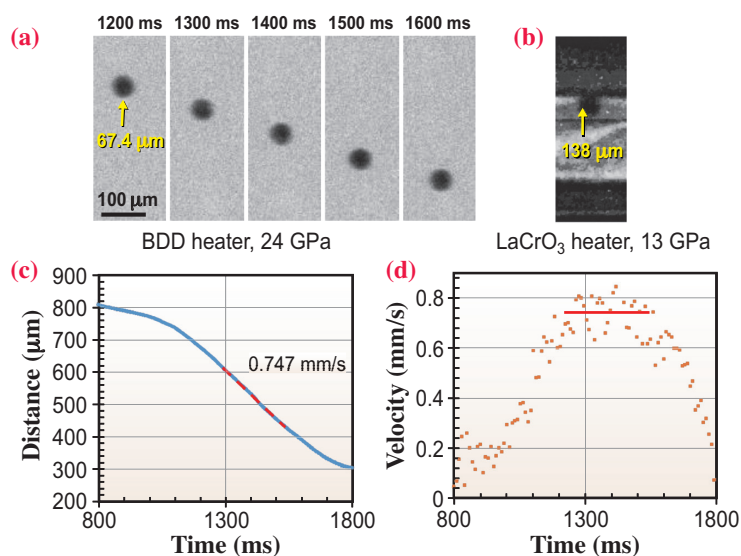 (a)
1200 ms 1300 ms 1400 ms 1500 ms 1600 ms
67.4 μm
100 μm
BDD heater, 24 GPa
(b)
138 μm
LaCrO3 heater, 13 GPa
(c)
900
800
700
600
500
400
300
200
Distance (μm)
0.747 mm/s
800 1300 1800
Time (ms)
(d)
0.8
0.6
0.4
0.2
0
Velocity (mm/s)
800 1300 1800
Time (ms)